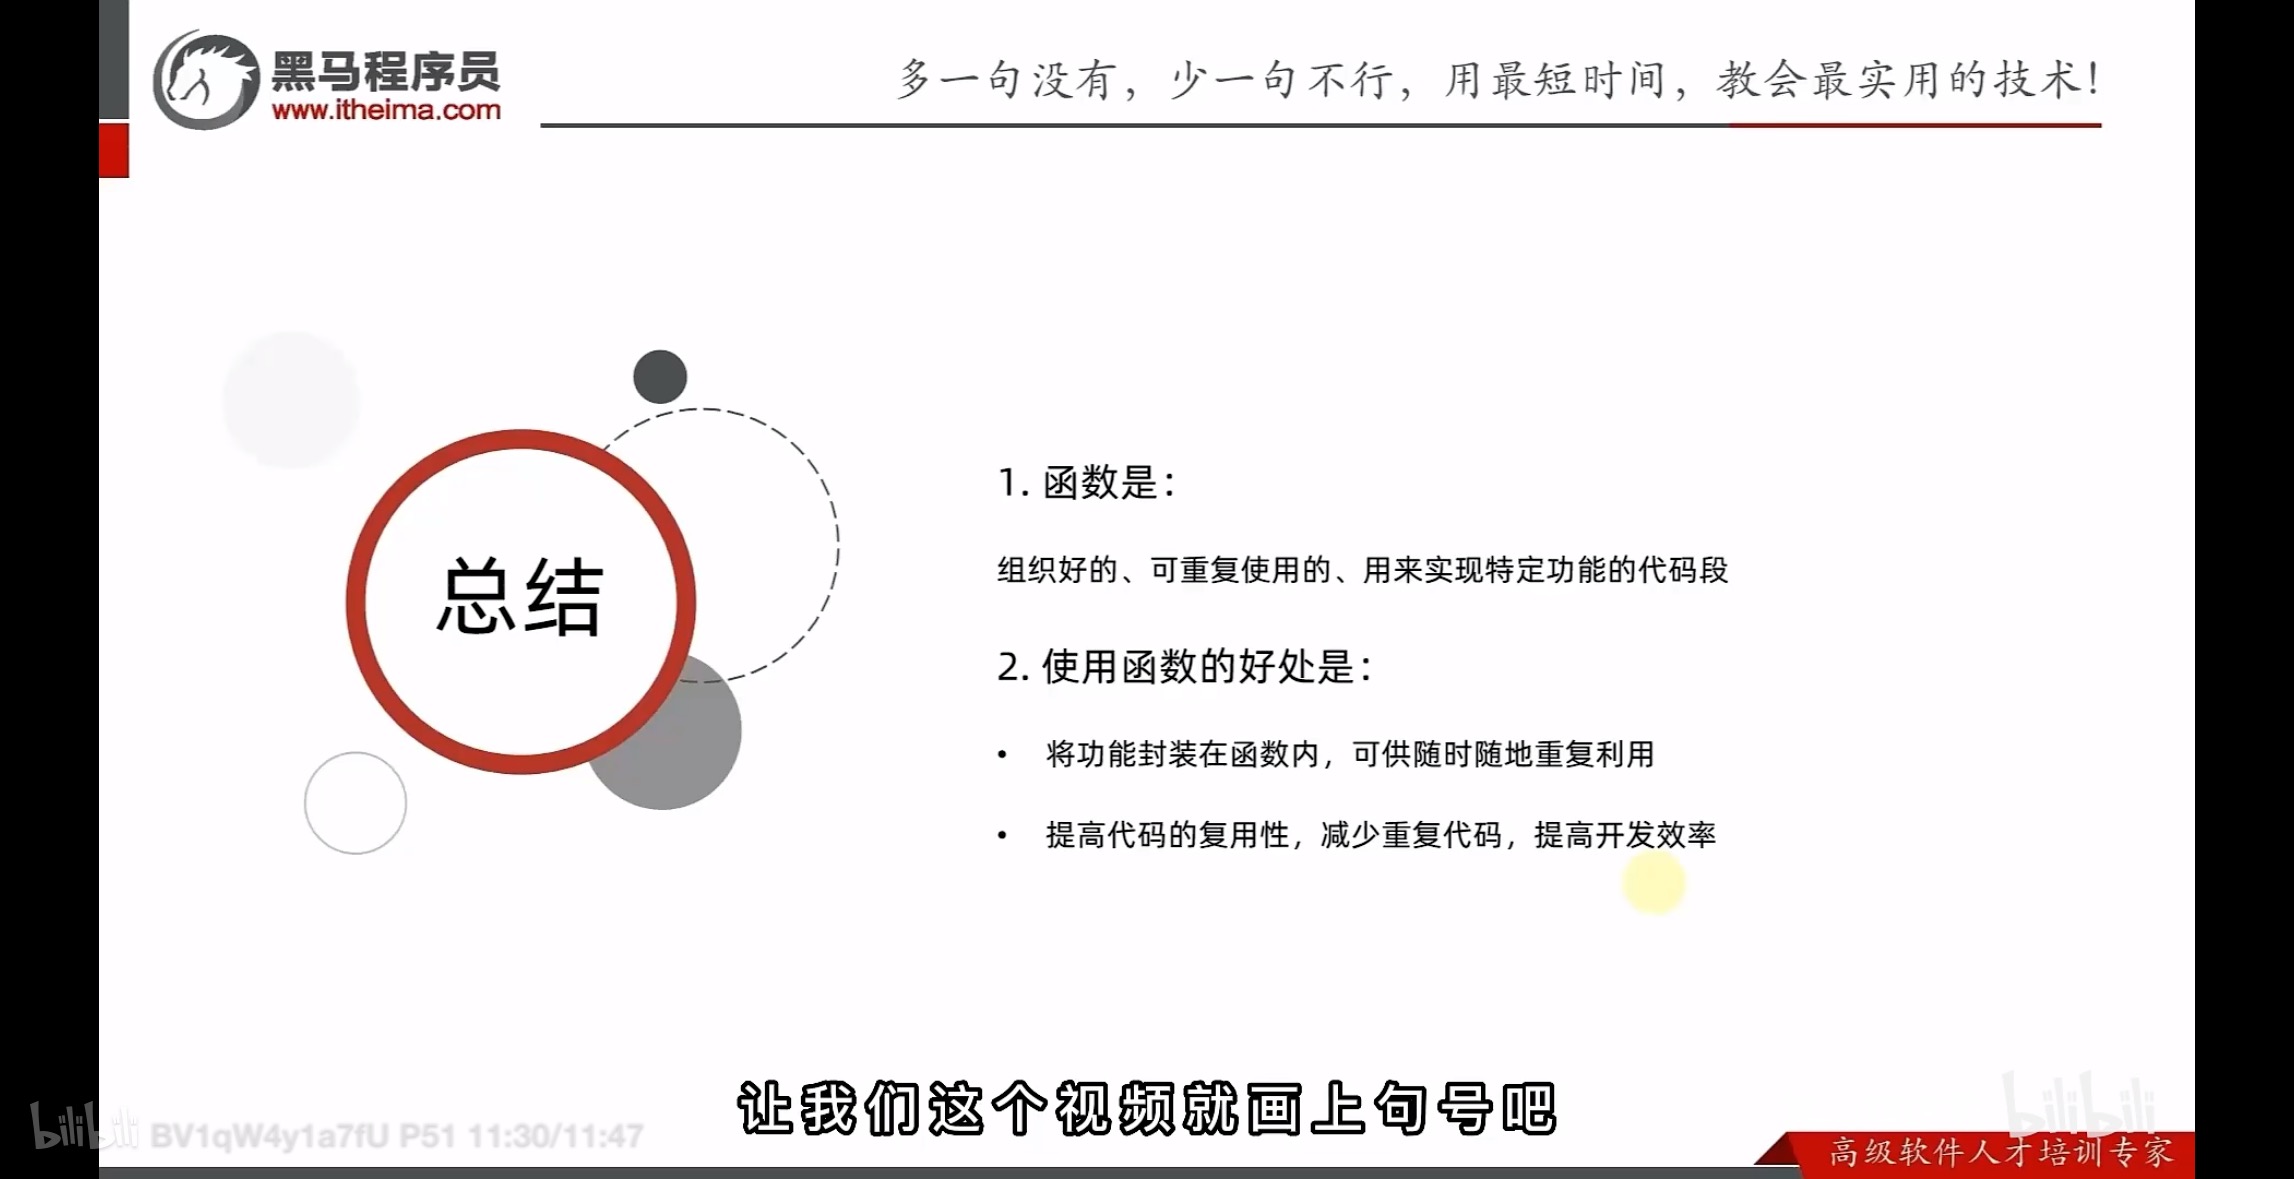 黑马程序员
www.itheima.com
多一句没有，少一句不行，用最短时间，教会最实用的技术！
总结
1. 函数是：
组织好的、可重复使用的、用来实现特定功能的代码段
2. 使用函数的好处是：
• 将功能封装在函数内，可供随时随地重复利用
• 提高代码的复用性，减少重复代码，提高开发效率
让我们这个视频就画上句号吧
bilibili BV1qW4y1a7fU P51 11:30/11:47
bilibili
高级软件人才培训专家